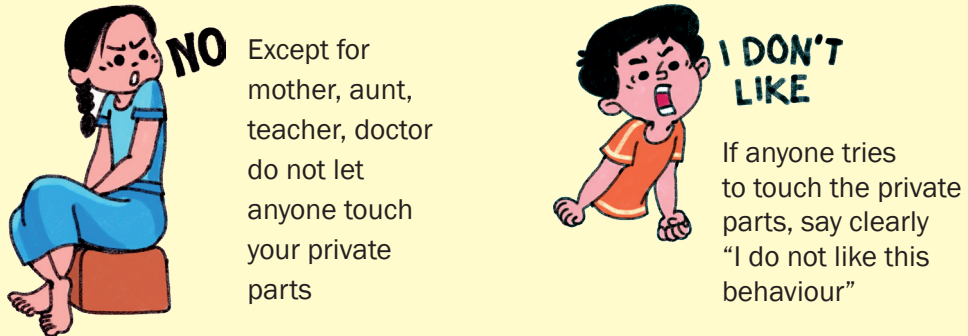 NO
Except for
mother, aunt,
teacher, doctor
do not let
anyone touch
your private
parts
I DON'T
LIKE
If anyone tries
to touch the private
parts, say clearly
“I do not like this
behaviour”